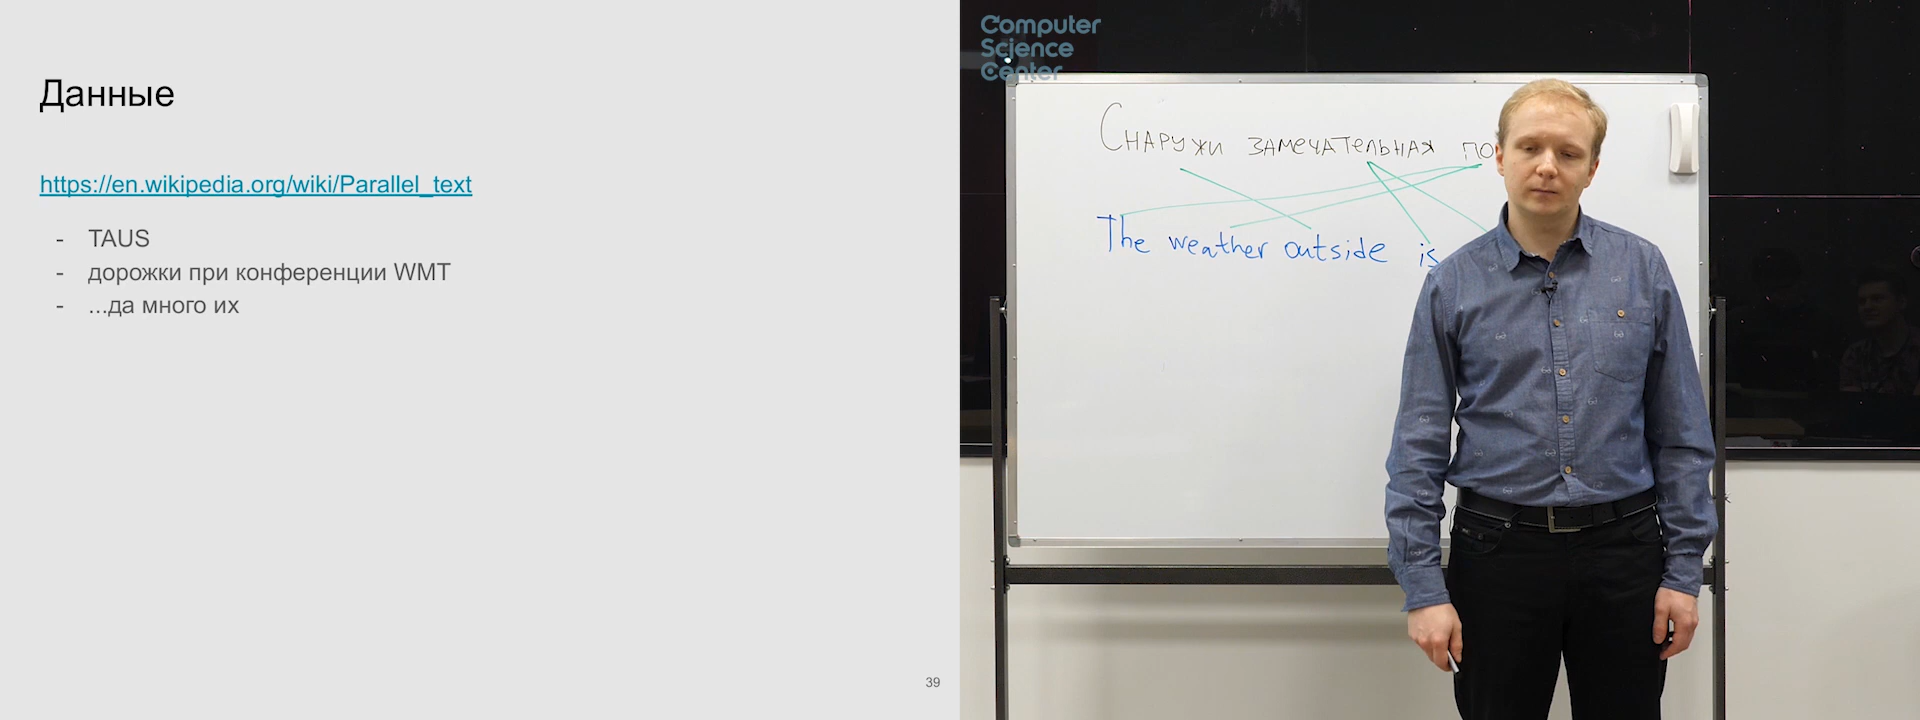 Данные
https://en.wikipedia.org/wiki/Parallel_text
- TAUS
- дорожки при конференции WMT
- ...да много их
39
Computer
Science
Center
Снаружи замечательная по
The weather outside is